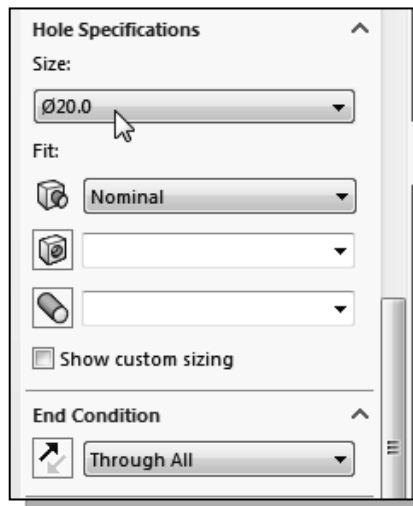 Hole Specifications
Size:
Ø20.0
Fit:
Nominal
Show custom sizing
End Condition
Through All